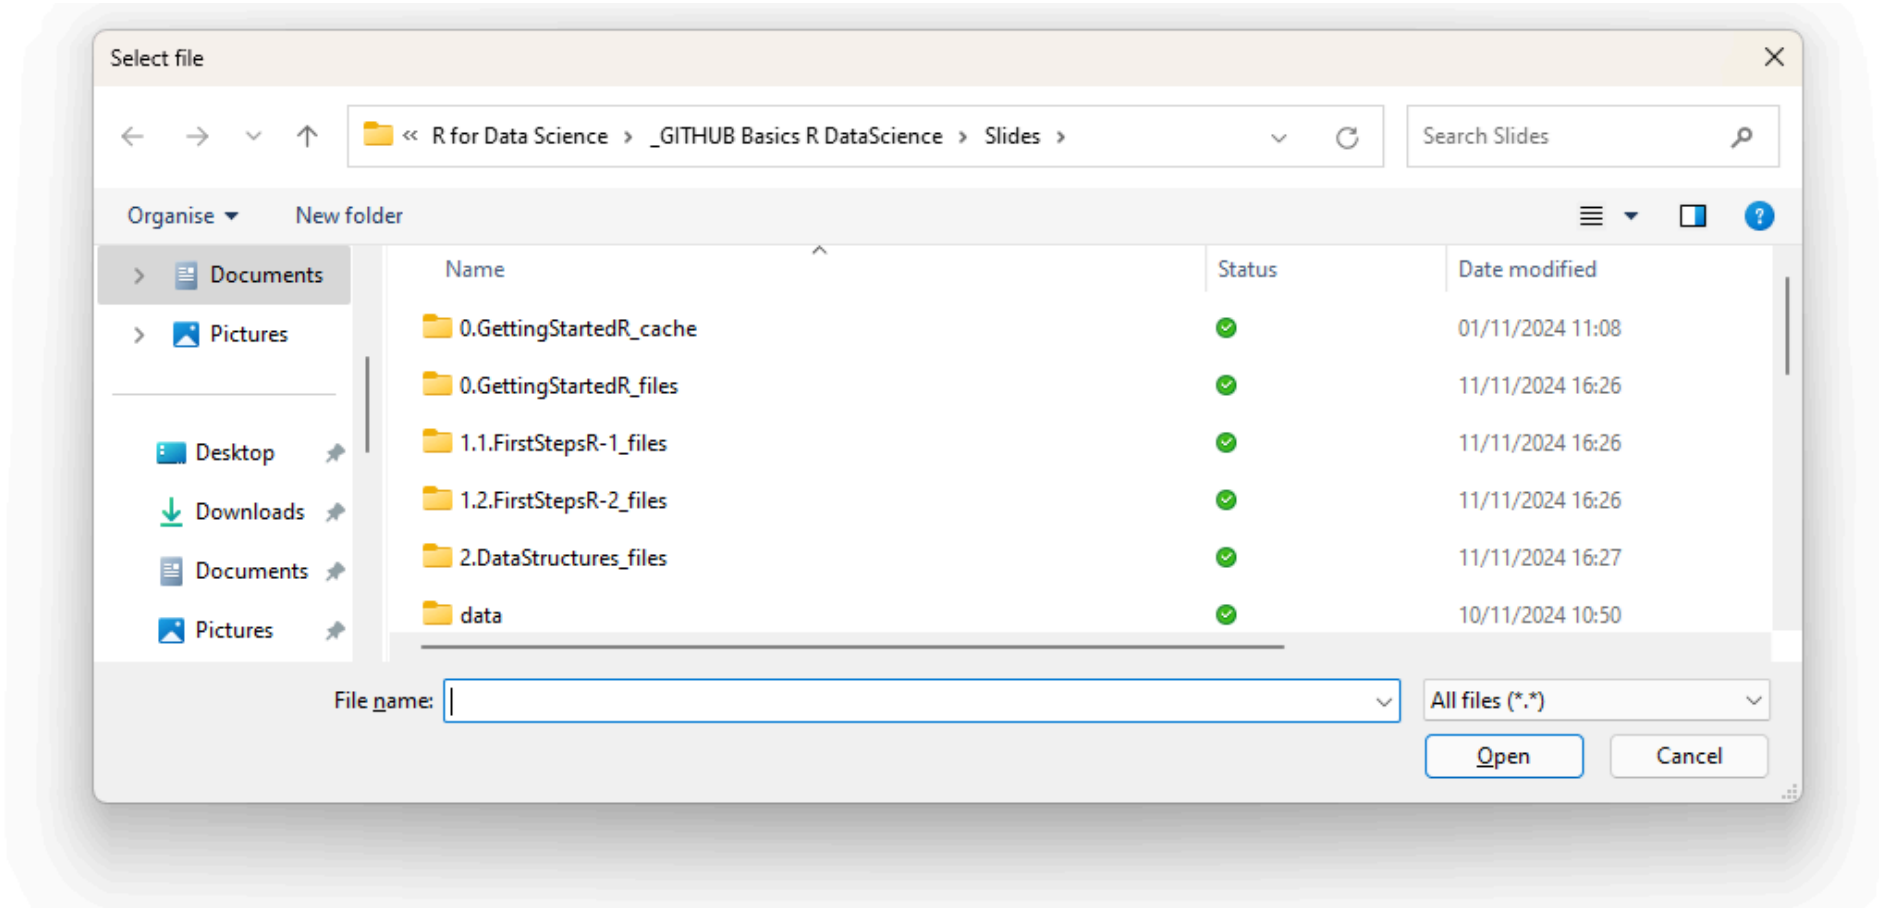 Select file
« R for Data Science > _GITHUB Basics R DataScience > Slides >
Search Slides
Organise
New folder
?
Documents
Pictures
Desktop
Downloads
Documents
Pictures
Name Status Date modified
0.GettingStartedR_cache 01/11/2024 11:08
0.GettingStartedR_files 11/11/2024 16:26
1.1.FirstStepsR-1_files 11/11/2024 16:26
1.2.FirstStepsR-2_files 11/11/2024 16:26
2.DataStructures_files 11/11/2024 16:27
data 10/11/2024 10:50
File name:
All files (*.*)
Open
Cancel